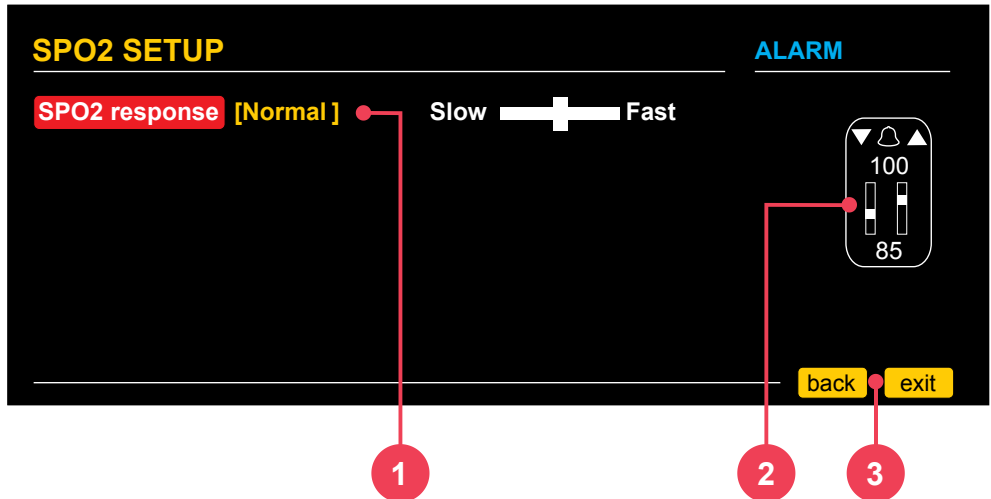 SPO2 SETUP
ALARM
SPO2 response [Normal ] Slow Fast
100
85
back exit
1 2 3